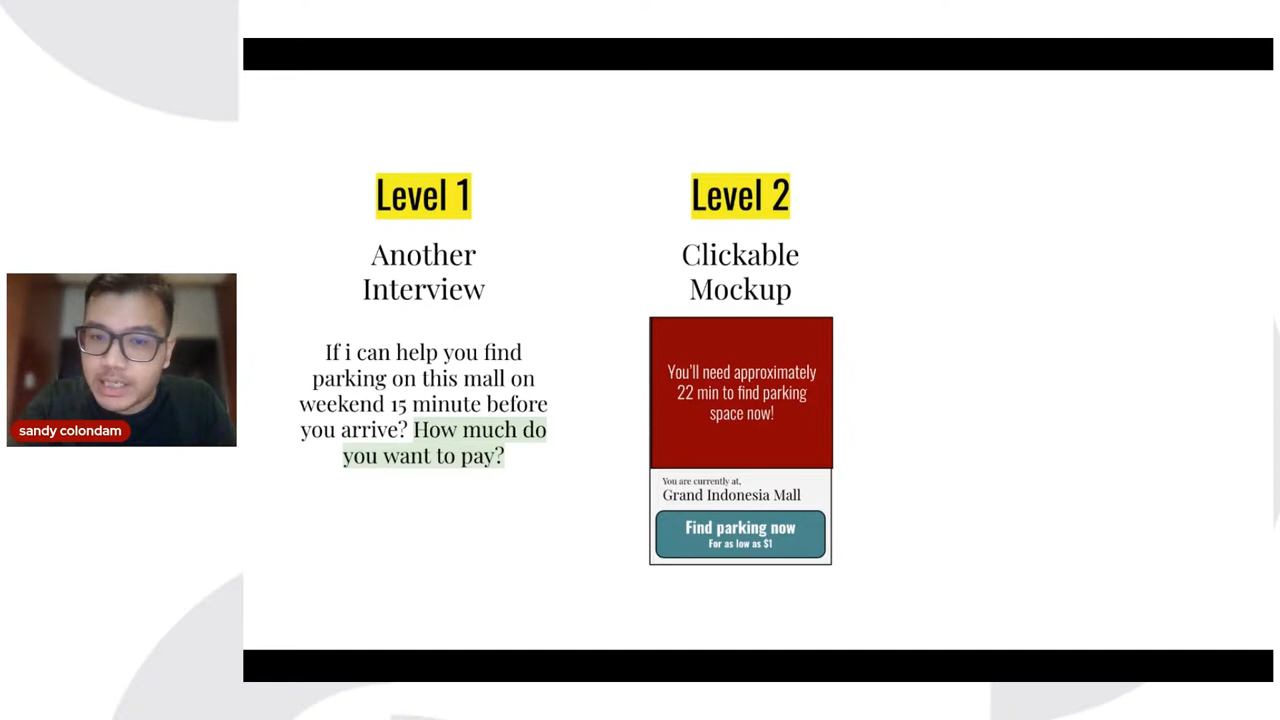 Level 1
Another
Interview
If i can help you find
parking on this mall on
weekend 15 minute before
you arrive? How much do
you want to pay?
Level 2
Clickable
Mockup
You'll need approximately
22 min to find parking
space now!
You are currently at,
Grand Indonesia Mall
Find parking now
For as low as $1
sandy colondam